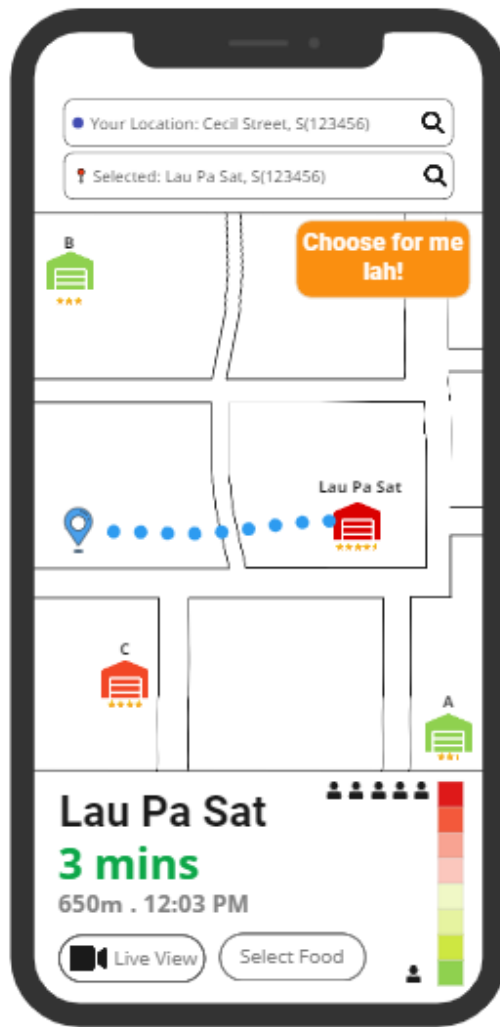 Your Location: Cecil Street, S(123456)
Selected: Lau Pa Sat, S(123456)
B
Choose for me
lah!
Lau Pa Sat
C
A
Lau Pa Sat
3 mins
650m . 12:03 PM
Live View
Select Food